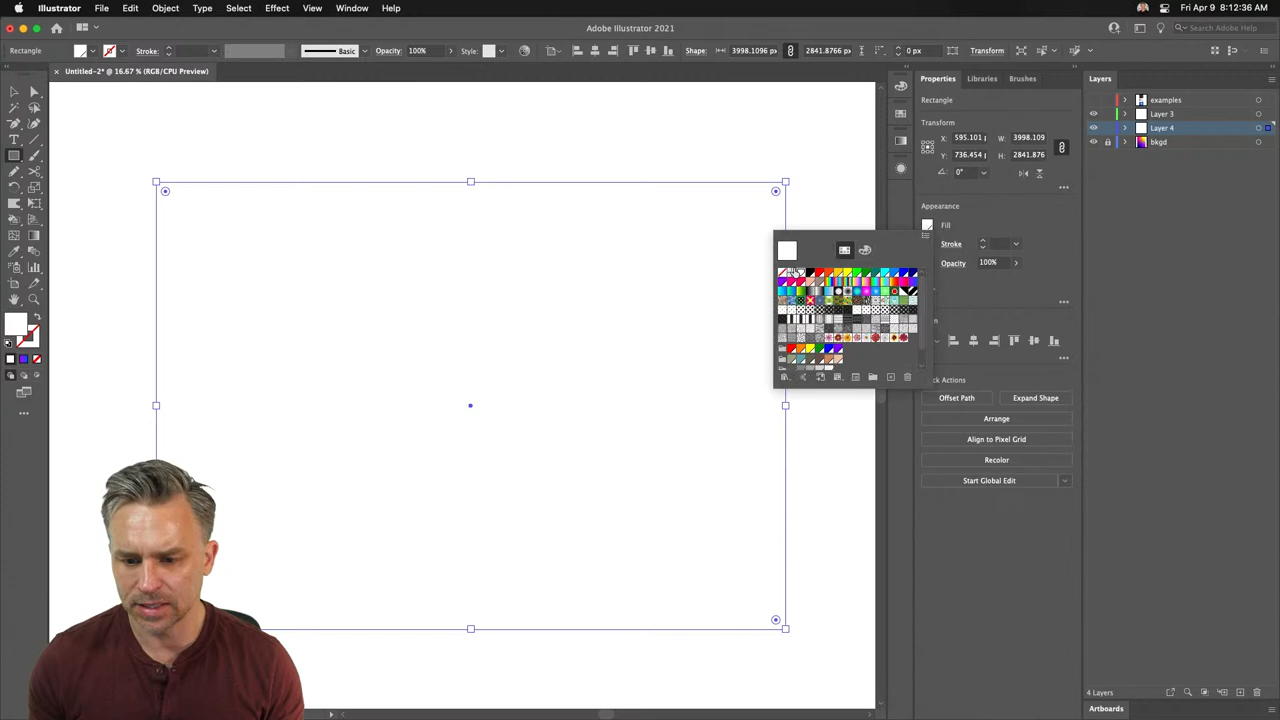 Illustrator File Edit Object Type Select Effect View Window Help
Fri Apr 9 8:12:36 AM
Adobe Illustrator 2021
Search Adobe Help
Rectangle
Stroke:
Basic
Opacity: 100%
Style:
Shape: 3998.1096 p 2841.8766 p
0 px
Transform
× Untitled-2* @ 16.67 % (RGB/CPU Preview)
Properties Libraries Brushes
Rectangle
Transform
X: 595.101 W: 3998.109
Y: 736.454 H: 2841.876
0°
Appearance
Fill
Stroke
Opacity 100%
Offset Path Expand Shape
Arrange
Align to Pixel Grid
Recolor
Start Global Edit
Layers
examples
Layer 3
Layer 4
bkgd
4 Layers
Artboards